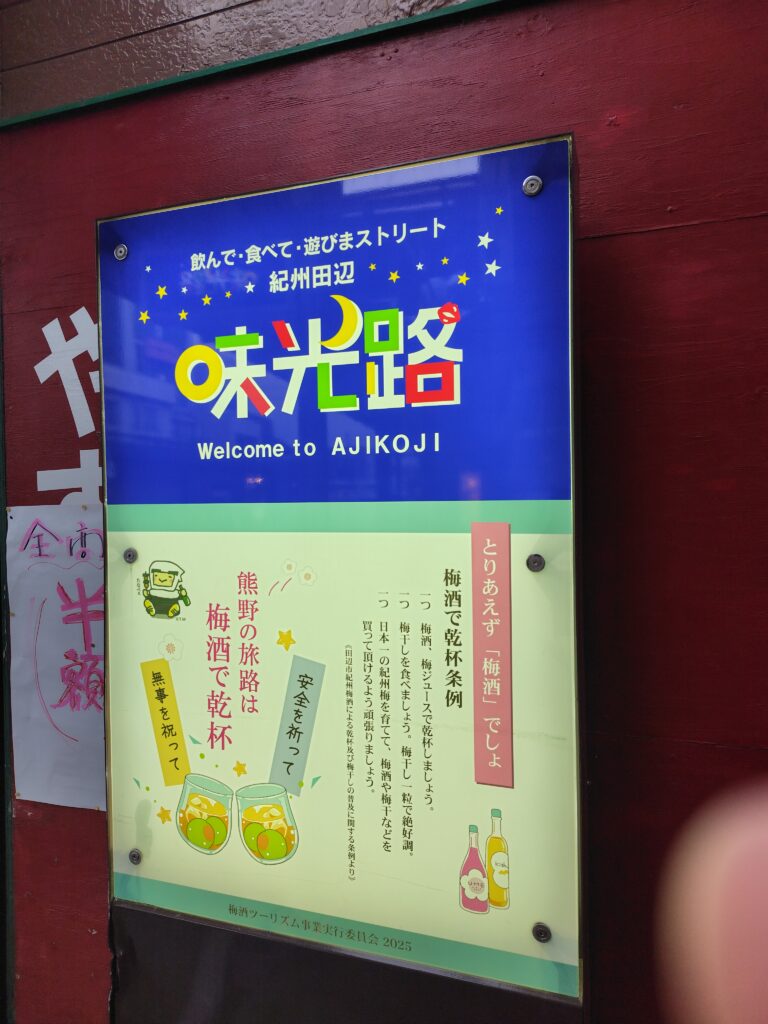 飲んで・食べて・遊びまストリート
紀州田辺
味光路
Welcome to AJIKOJI
とりあえず「梅酒」でしょ
梅酒で乾杯条例
一つ 梅酒、梅ジュースで乾杯しましょう。
一つ 梅干しを食べましょう。梅干し一粒で絶好調。
一つ 日本一の紀州梅を育てて、梅酒や梅干などを
買って頂けるよう頑張りましょう。
《田辺市紀州梅酒による乾杯及び梅干しの普及に関する条例より》
安全を祈って
熊野の旅路は
梅酒で乾杯
無事を祝って
梅酒ツーリズム事業実行委員会 2025
や
す
全商
半額